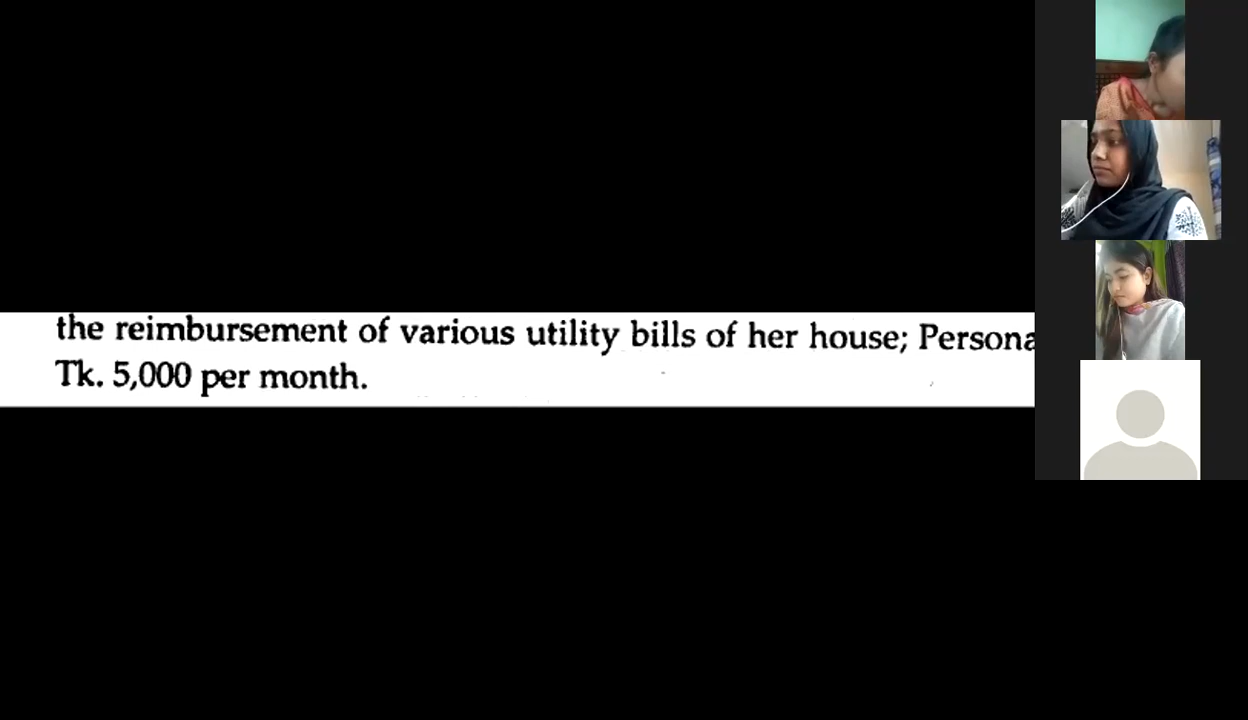 the reimbursement of various utility bills of her house; Persona
Tk. 5,000 per month.